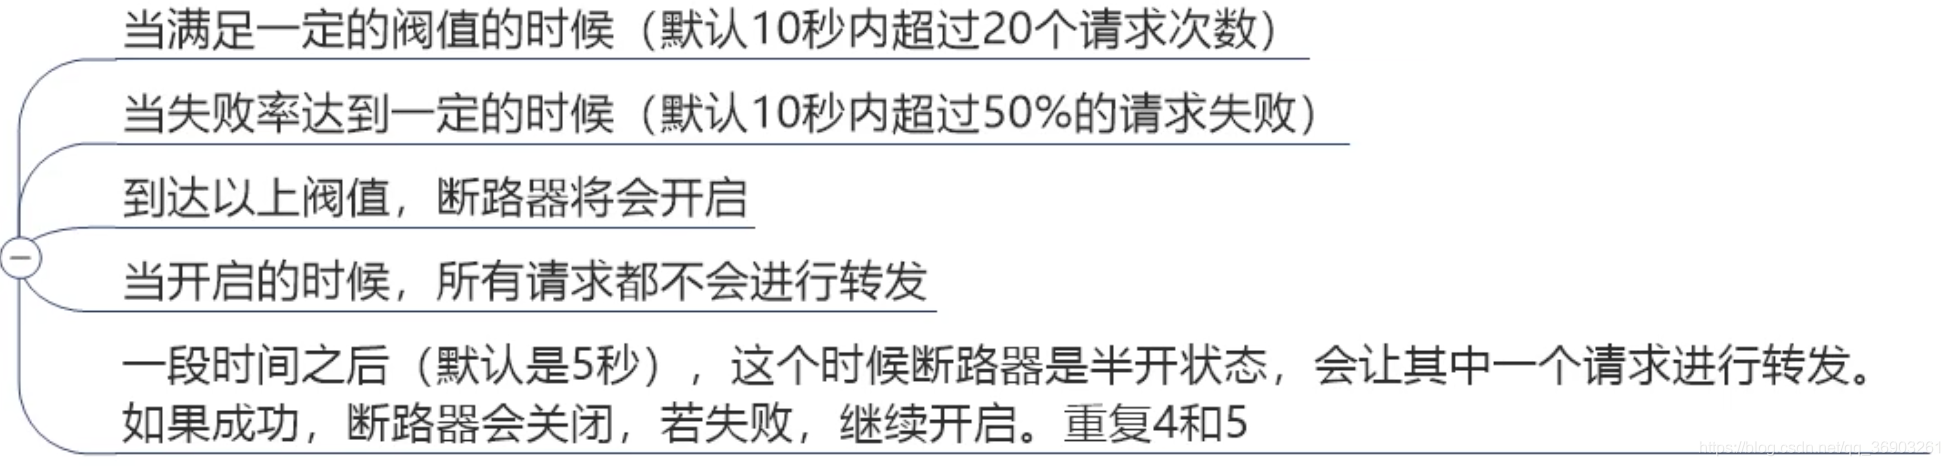 当满足一定的阀值的时候（默认10秒内超过20个请求次数）
当失败率达到一定的时候（默认10秒内超过50%的请求失败）
到达以上阀值，断路器将会开启
当开启的时候，所有请求都不会进行转发
一段时间之后（默认是5秒），这个时候断路器是半开状态，会让其中一个请求进行转发。
如果成功，断路器会关闭，若失败，继续开启。重复4和5
https://blog.csdn.net/qq_36903261